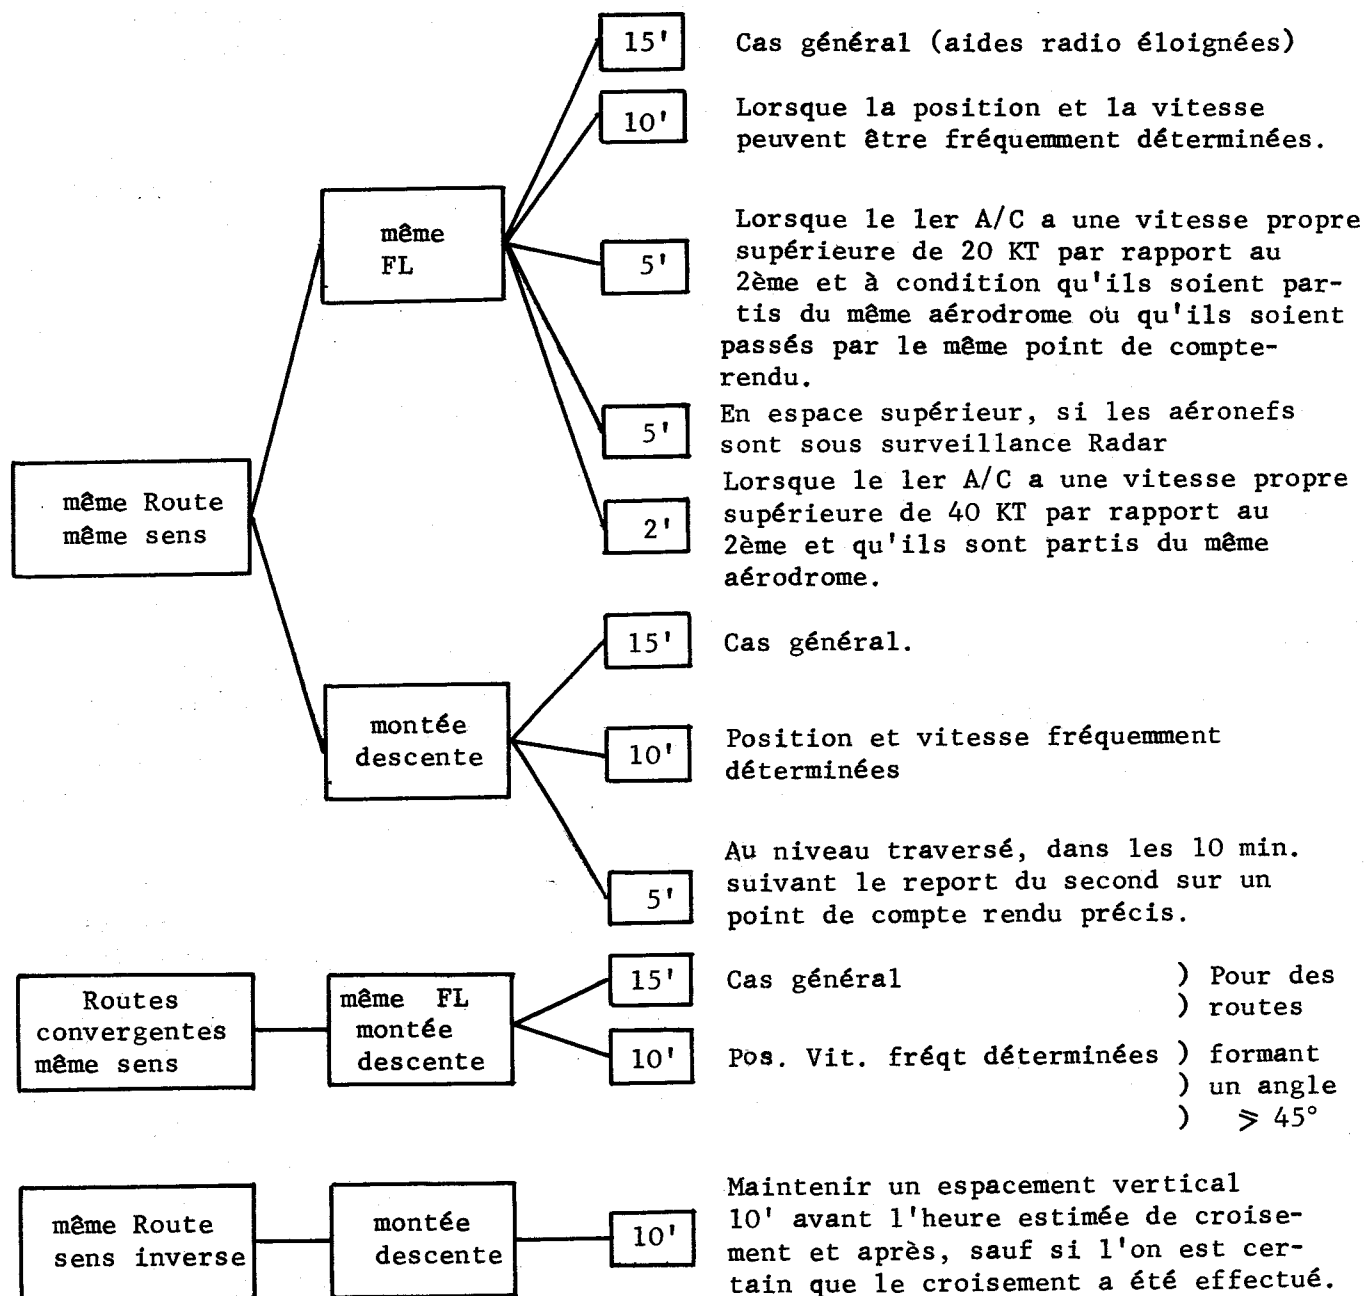 15' Cas général (aides radio éloignées)
10' Lorsque la position et la vitesse
peuvent être fréquemment déterminées.
même
FL
5' Lorsque le 1er A/C a une vitesse propre
supérieure de 20 KT par rapport au
2ème et à condition qu'ils soient par-
tis du même aérodrome où qu'ils soient
passés par le même point de compte-
rendu.
5' En espace supérieur, si les aéronefs
sont sous surveillance Radar
même Route
même sens
2' Lorsque le 1er A/C a une vitesse propre
supérieure de 40 KT par rapport au
2ème et qu'ils sont partis du même
aérodrome.
15' Cas général.
montée
descente
10' Position et vitesse fréquemment
déterminées
5' Au niveau traversé, dans les 10 min.
suivant le report du second sur un
point de compte rendu précis.
Routes
convergentes
même sens
même FL
montée
descente
15' Cas général ) Pour des
) routes
10' Pos. Vit. fréqt déterminées ) formant
) un angle
) ⩾ 45°
même Route
sens inverse
montée
descente
10' Maintenir un espacement vertical
10' avant l'heure estimée de croise-
ment et après, sauf si l'on est cer-
tain que le croisement a été effectué.